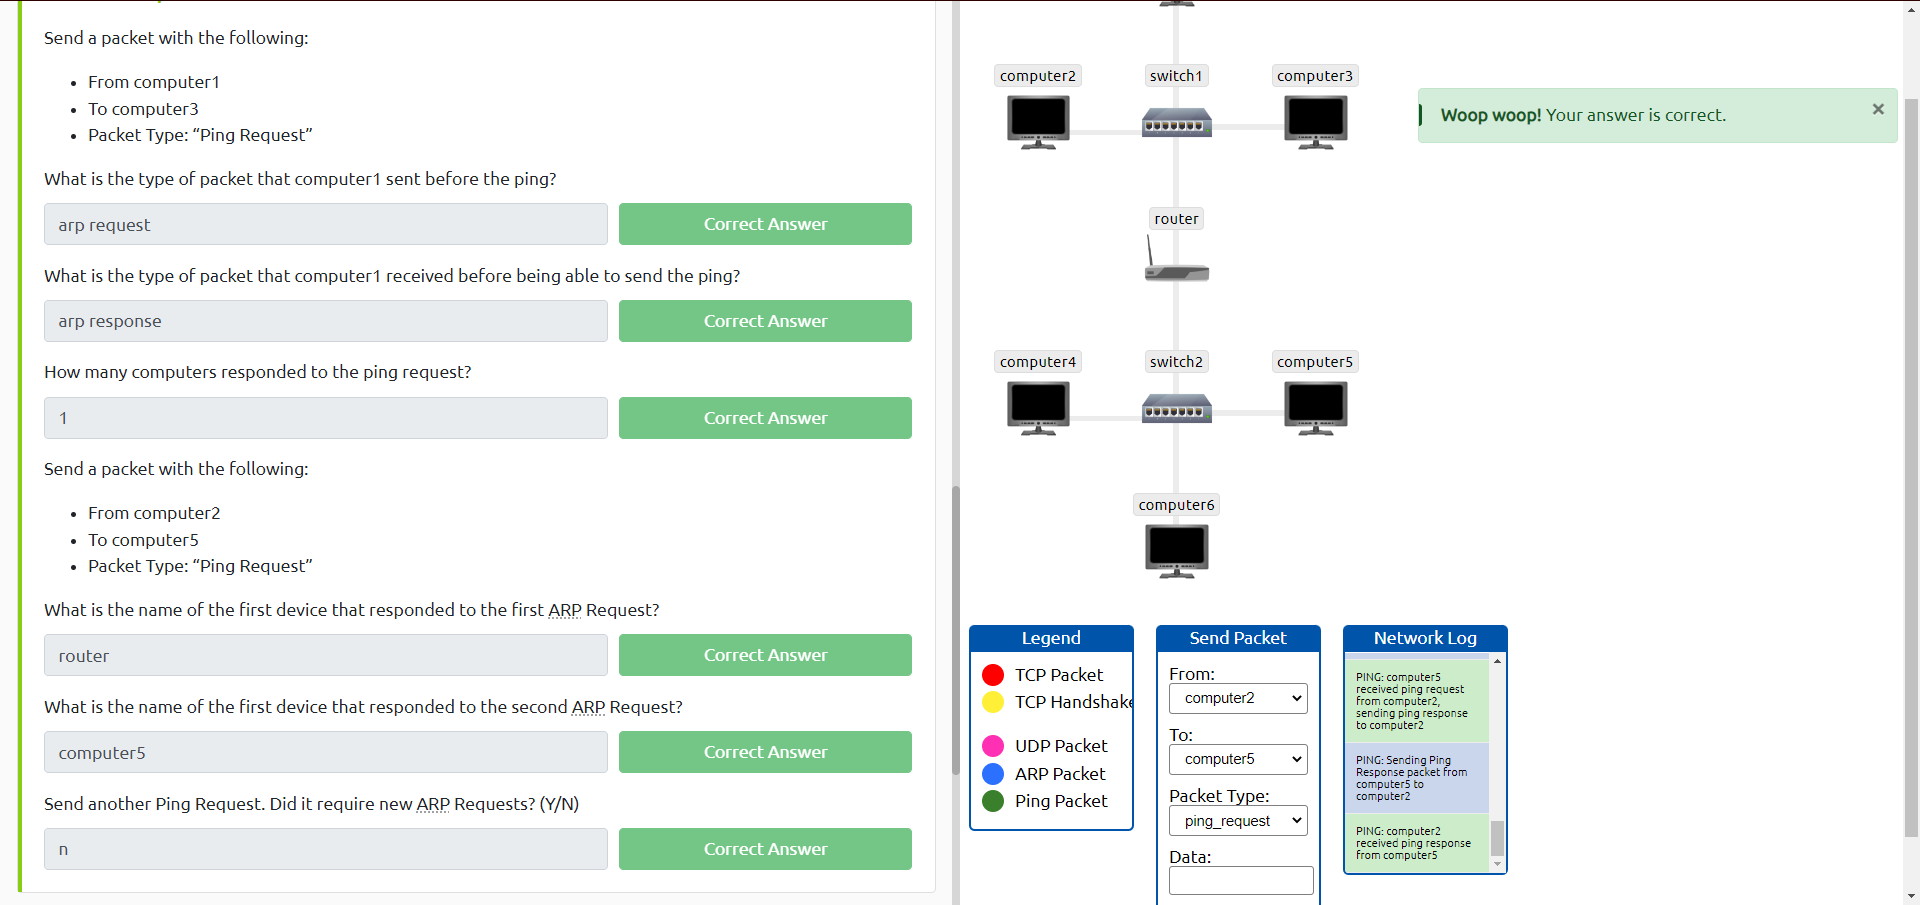 Send a packet with the following:
From computer1
To computer3
Packet Type: “Ping Request”
What is the type of packet that computer1 sent before the ping?
arp request
Correct Answer
What is the type of packet that computer1 received before being able to send the ping?
arp response
Correct Answer
How many computers responded to the ping request?
1
Correct Answer
Send a packet with the following:
From computer2
To computer5
Packet Type: “Ping Request”
What is the name of the first device that responded to the first ARP Request?
router
Correct Answer
What is the name of the first device that responded to the second ARP Request?
computer5
Correct Answer
Send another Ping Request. Did it require new ARP Requests? (Y/N)
n
Correct Answer
computer2
switch1
computer3
Woop woop! Your answer is correct.
×
router
computer4
switch2
computer5
computer6
Legend
TCP Packet
TCP Handshake
UDP Packet
ARP Packet
Ping Packet
Send Packet
From:
computer2
To:
computer5
Packet Type:
ping_request
Data:
Network Log
PING: computer5
received ping request
from computer2,
sending ping response
to computer2
PING: Sending Ping
Response packet from
computer5 to
computer2
PING: computer2
received ping response
from computer5